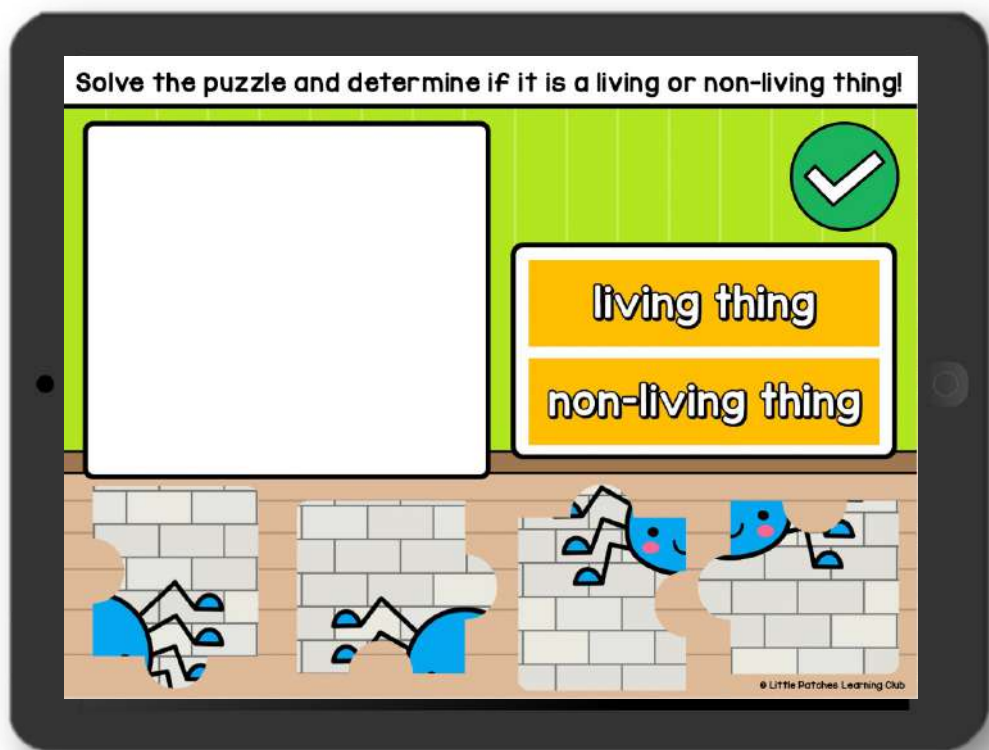 Solve the puzzle and determine if it is a living or non-living thing!
living thing
non-living thing
© Little Patches Learning Club